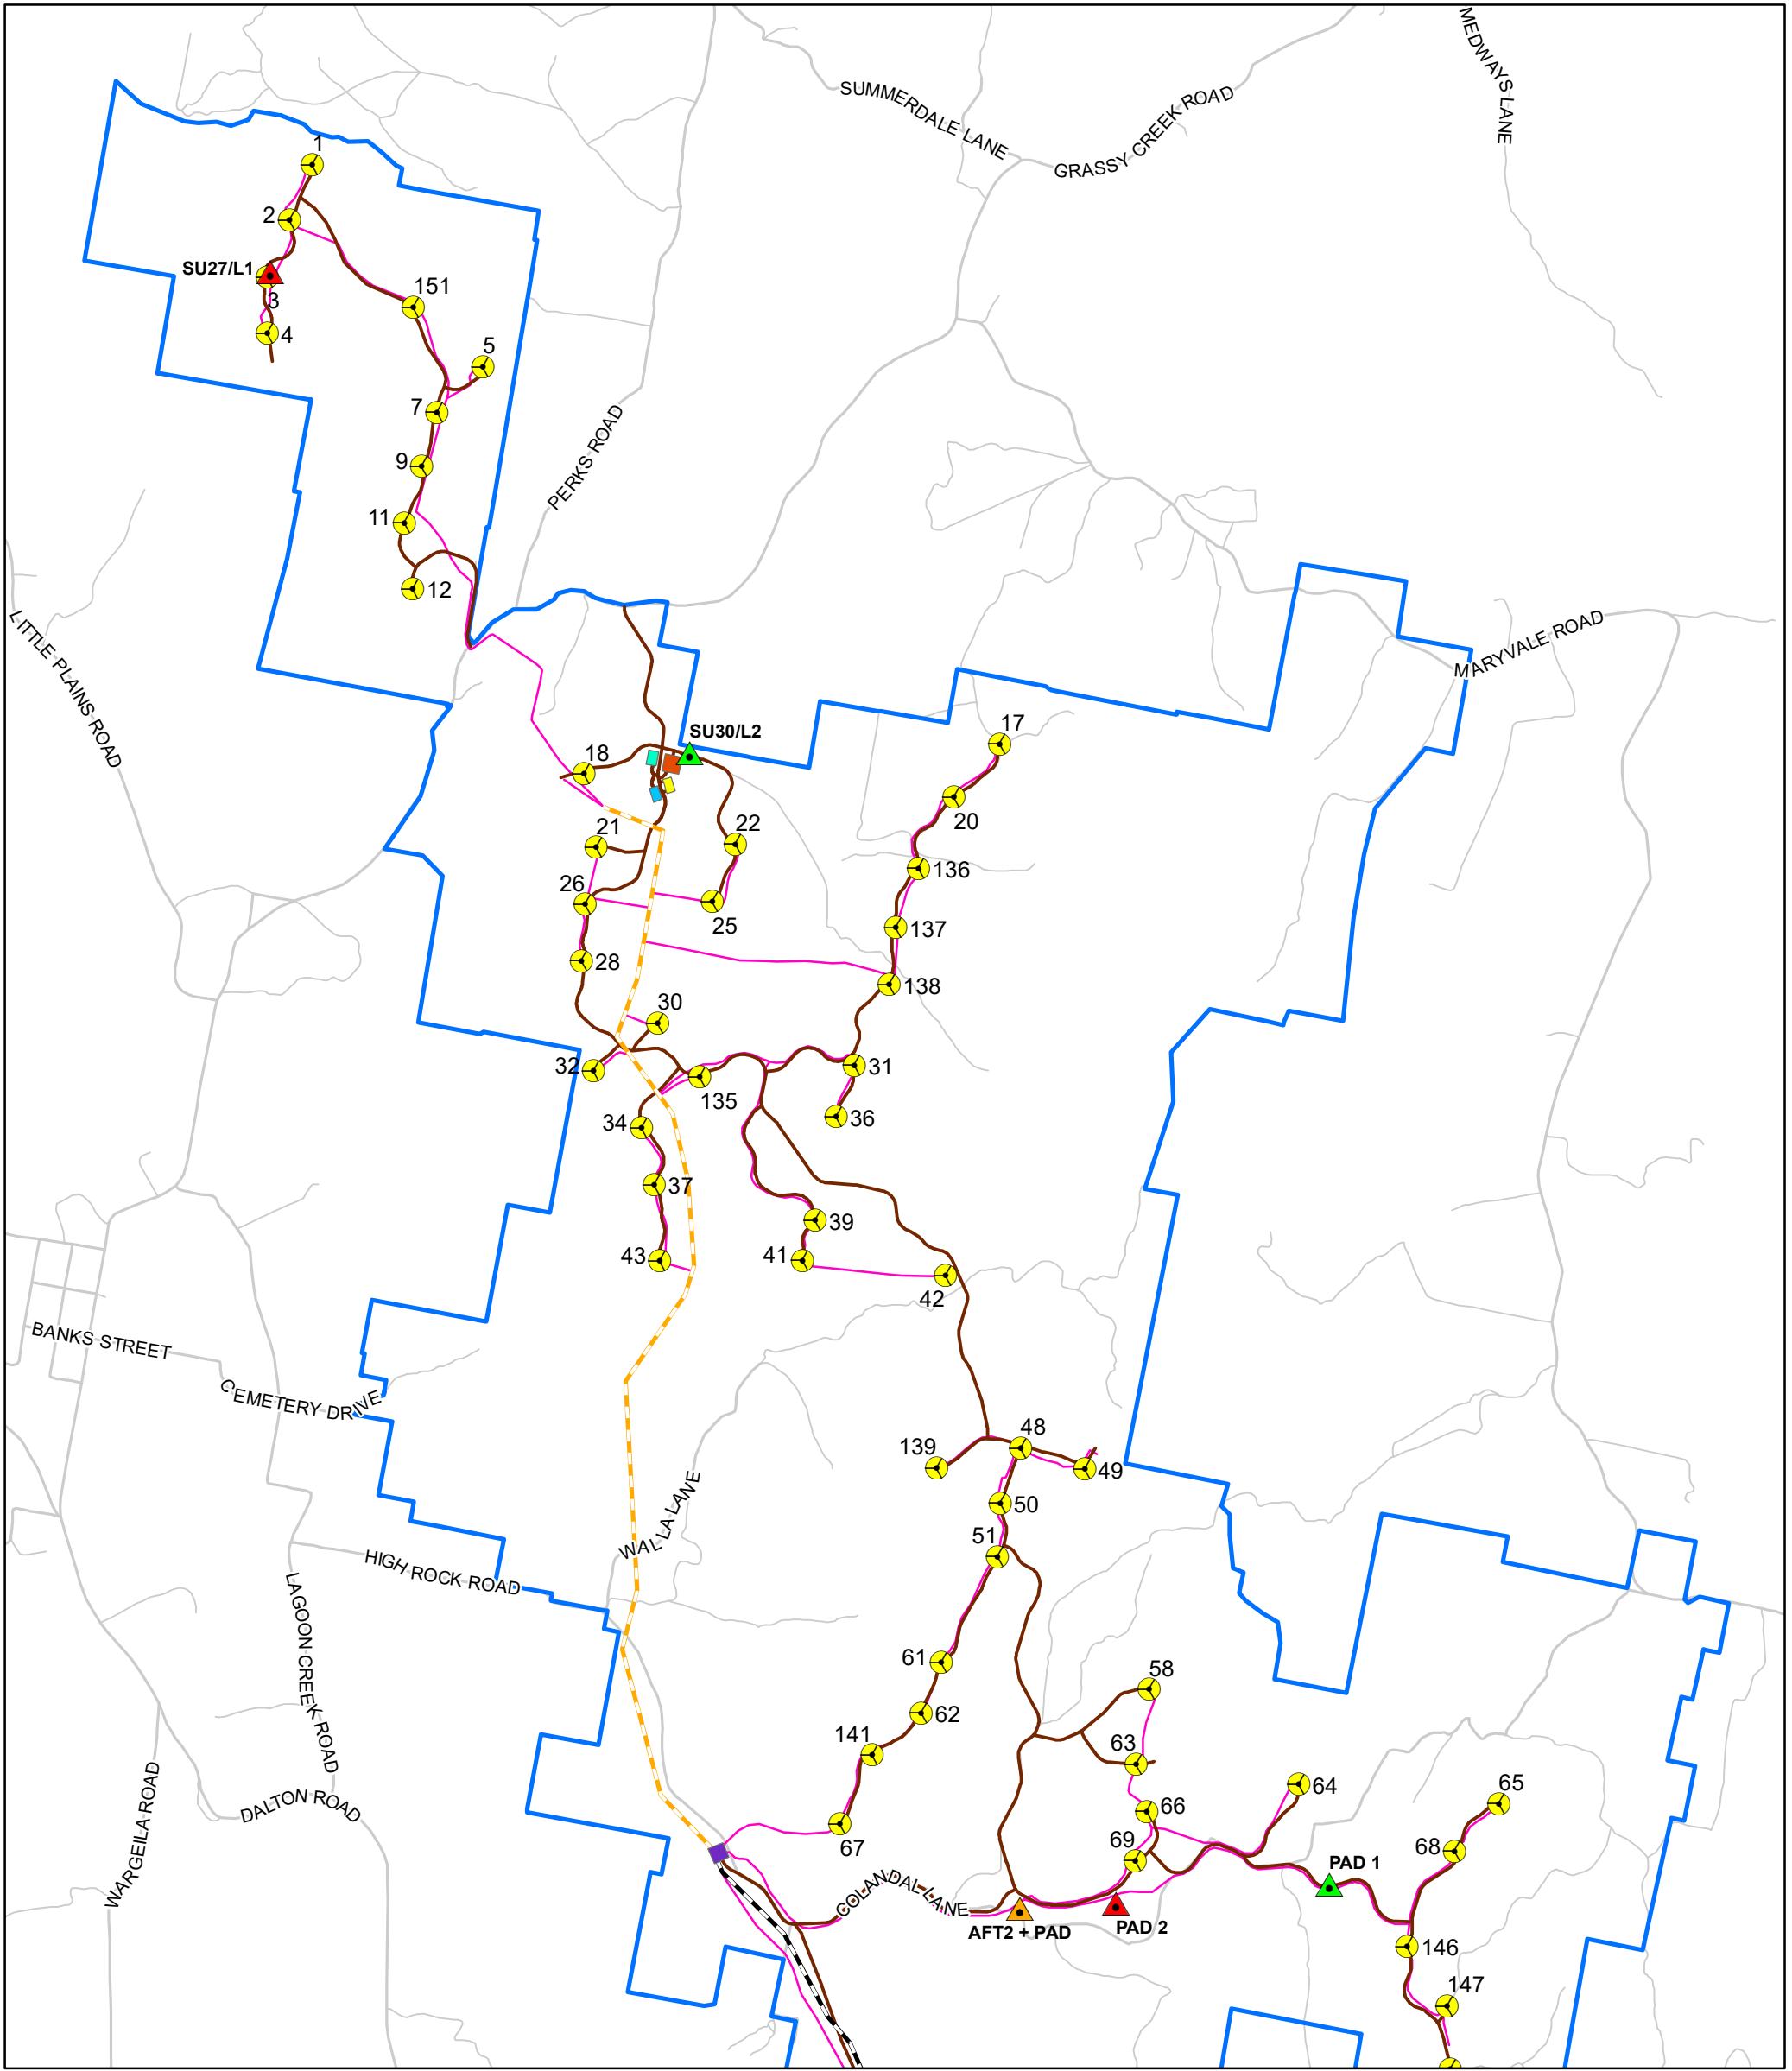 MEDWAYS LANE
SUMMERDALE LANE
GRASSY CREEK ROAD
1
2
SU27/L1
3
4
151
5
7
9
11
12
PERKS ROAD
LITTLE PLAINS ROAD
MARYVALE ROAD
SU30/L2
17
18
20
21
22
136
26
25
137
28
138
30
32
31
135
34
36
37
39
43
41
42
BANKS STREET
CEMETERY DRIVE
48
139
49
50
WALLA LANE
51
HIGH ROCK ROAD
LAGOON CREEK ROAD
61
58
62
141
63
64
65
WARGEILA ROAD
DALTON ROAD
66
67
69
68
PAD 1
COLANDAL LANE
AFT2 + PAD
PAD 2
146
147